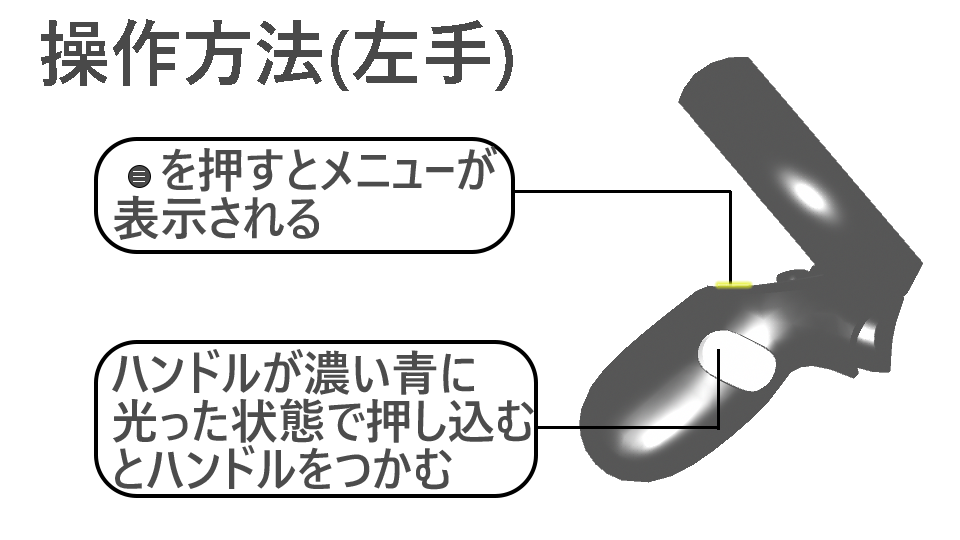 操作方法(左手)
を押すとメニューが
表示される
ハンドルが濃い青に
光った状態で押し込む
とハンドルをつかむ